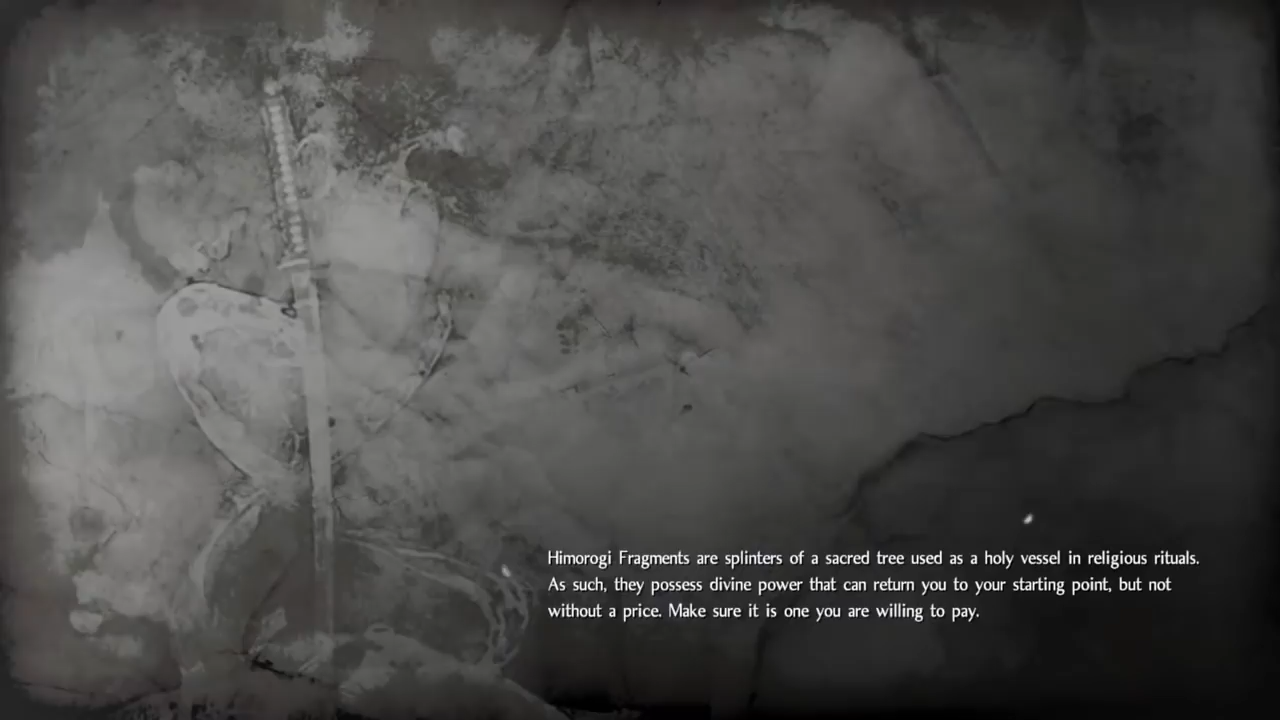 Himorogi Fragments are splinters of a sacred tree used as a holy vessel in religious rituals.
As such, they possess divine power that can return you to your starting point, but not
without a price. Make sure it is one you are willing to pay.